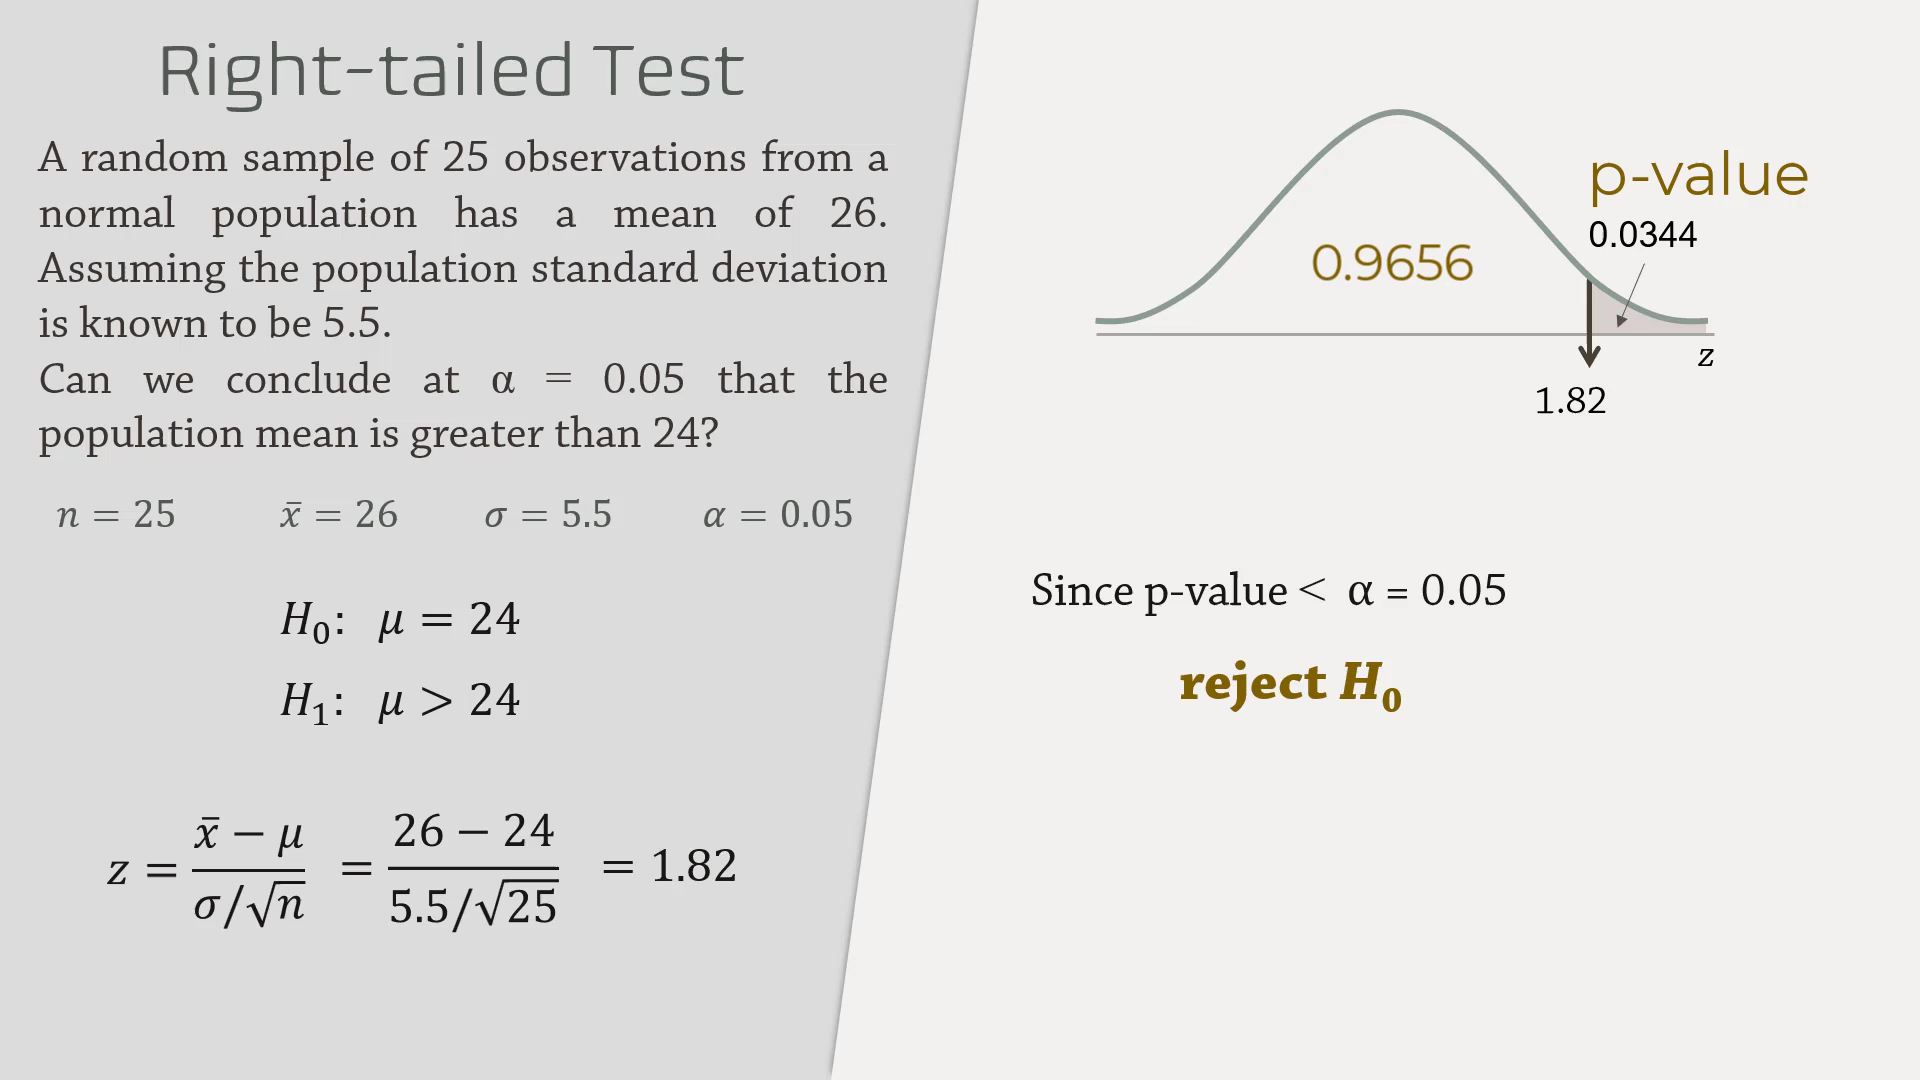 Right-tailed Test
A random sample of 25 observations from a
normal population has a mean of 26.
Assuming the population standard deviation
is known to be 5.5.
Can we conclude at α = 0.05 that the
population mean is greater than 24?
n = 25 x̄ = 26 σ = 5.5 α = 0.05
H₀: μ = 24
H₁: μ > 24
z = (x̄ − μ)/(σ/√n) = (26 − 24)/(5.5/√25) = 1.82
p-value
0.0344
0.9656
z
1.82
Since p-value < α = 0.05
reject H₀